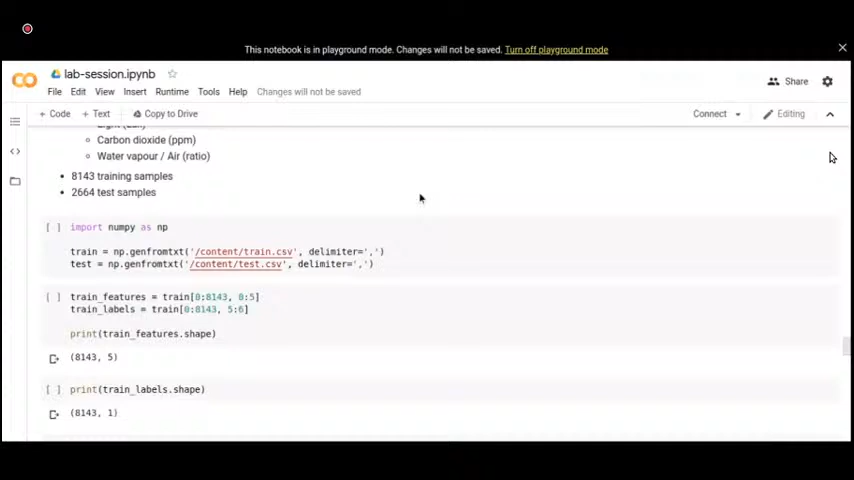 This notebook is in playground mode. Changes will not be saved. Turn off playground mode
lab-session.ipynb
Share
File Edit View Insert Runtime Tools Help Changes will not be saved
+ Code + Text Copy to Drive
Connect
Editing
Carbon dioxide (ppm)
Water vapour / Air (ratio)
8143 training samples
2664 test samples
[ ] import numpy as np
train = np.genfromtxt('/content/train.csv', delimiter=',')
test = np.genfromtxt('/content/test.csv', delimiter=',')
[ ] train_features = train[0:8143, 0:5]
train_labels = train[0:8143, 5:6]
print(train_features.shape)
(8143, 5)
[ ] print(train_labels.shape)
(8143, 1)